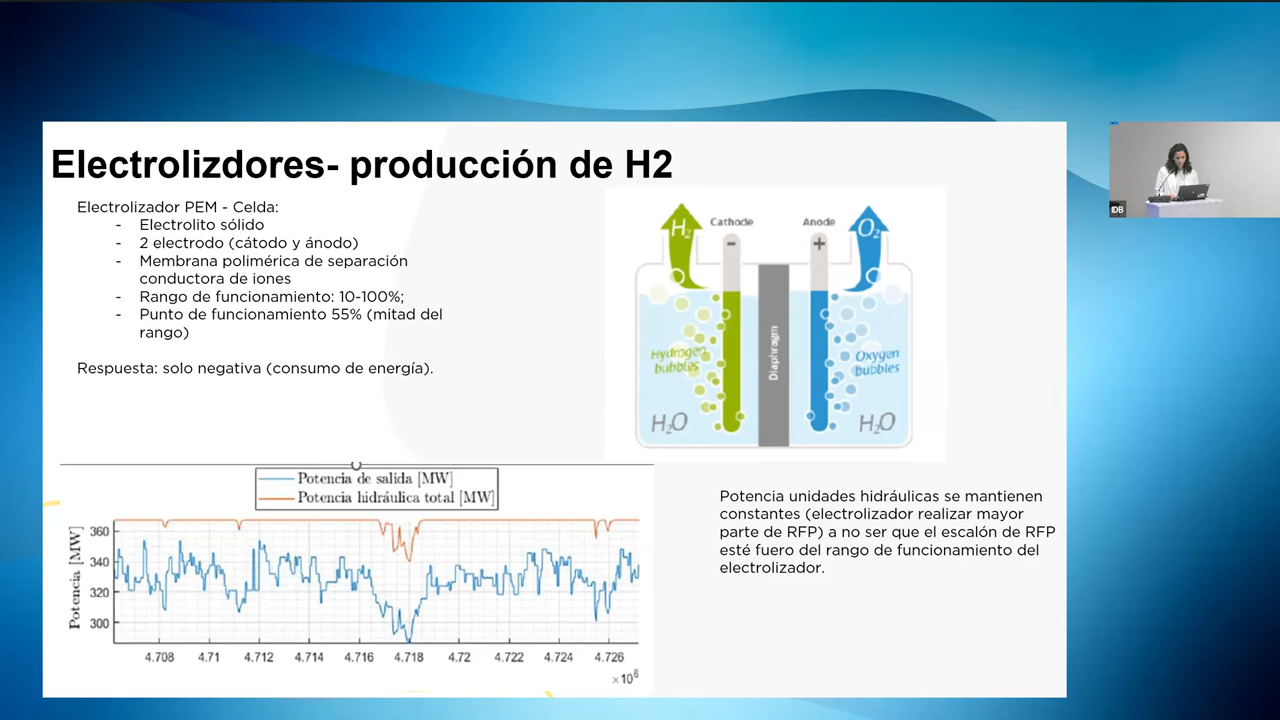 Electrolizdores- producción de H2
Electrolizador PEM - Celda:
- Electrolito sólido
- 2 electrodo (cátodo y ánodo)
- Membrana polimérica de separación
conductora de iones
- Rango de funcionamiento: 10-100%;
- Punto de funcionamiento 55% (mitad del
rango)
Respuesta: solo negativa (consumo de energía).
H₂
Cathode
Anode
O₂
−
+
Hydrogen
bubbles
Diaphragm
Oxygen
bubbles
H₂O
H₂O
IDB
Potencia de salida [MW]
Potencia hidráulica total [MW]
Potencia [MW]
360
340
320
300
4.708 4.71 4.712 4.714 4.716 4.718 4.72 4.722 4.724 4.726
×10⁶
Potencia unidades hidráulicas se mantienen
constantes (electrolizador realizar mayor
parte de RFP) a no ser que el escalón de RFP
esté fuero del rango de funcionamiento del
electrolizador.